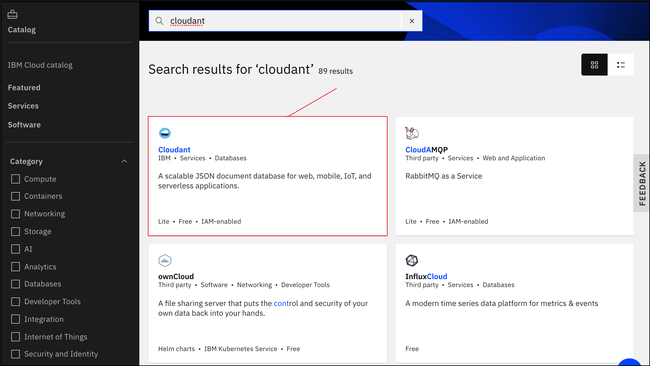 Catalog
IBM Cloud catalog
Featured
Services
Software
Category
Compute
Containers
Networking
Storage
AI
Analytics
Databases
Developer Tools
Integration
Internet of Things
Security and Identity
cloudant
Search results for ‘cloudant’ 89 results
Cloudant
IBM • Services • Databases
A scalable JSON document database for web, mobile, IoT, and
serverless applications.
Lite • Free • IAM-enabled
CloudAMQP
Third party • Services • Web and Application
RabbitMQ as a Service
Lite • Free • IAM-enabled
ownCloud
Third party • Software • Networking • Developer Tools
A file sharing server that puts the control and security of your
own data back into your hands.
Helm charts • IBM Kubernetes Service • Free
InfluxCloud
Third party • Services • Databases
A modern time series data platform for metrics & events
Free
FEEDBACK